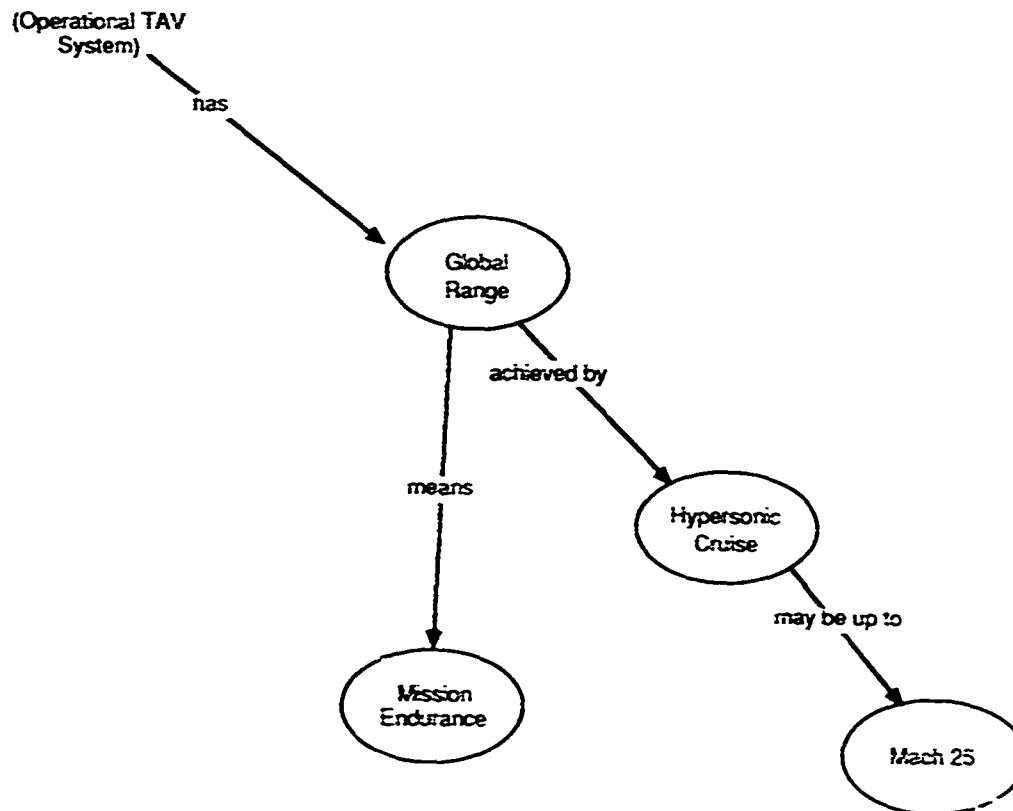 (Operational TAV
System)
has
Global
Range
achieved by
means
Hypersonic
Cruise
may be up to
Mission
Endurance
Mach 25